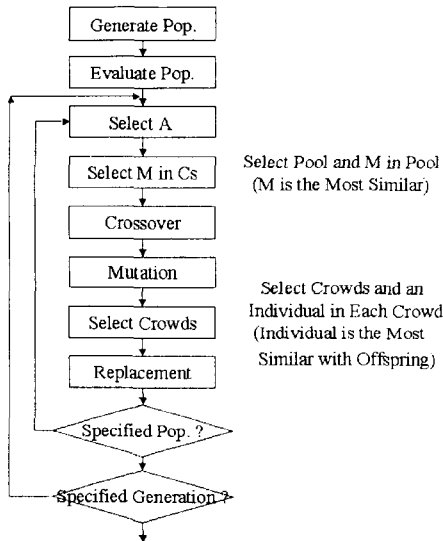 Generate Pop.
Evaluate Pop.
Select A
Select M in Cs
Select Pool and M in Pool
(M is the Most Similar)
Crossover
Mutation
Select Crowds
Select Crowds and an
Individual in Each Crowd
(Individual is the Most
Similar with Offspring)
Replacement
Specified Pop. ?
Specified Generation ?